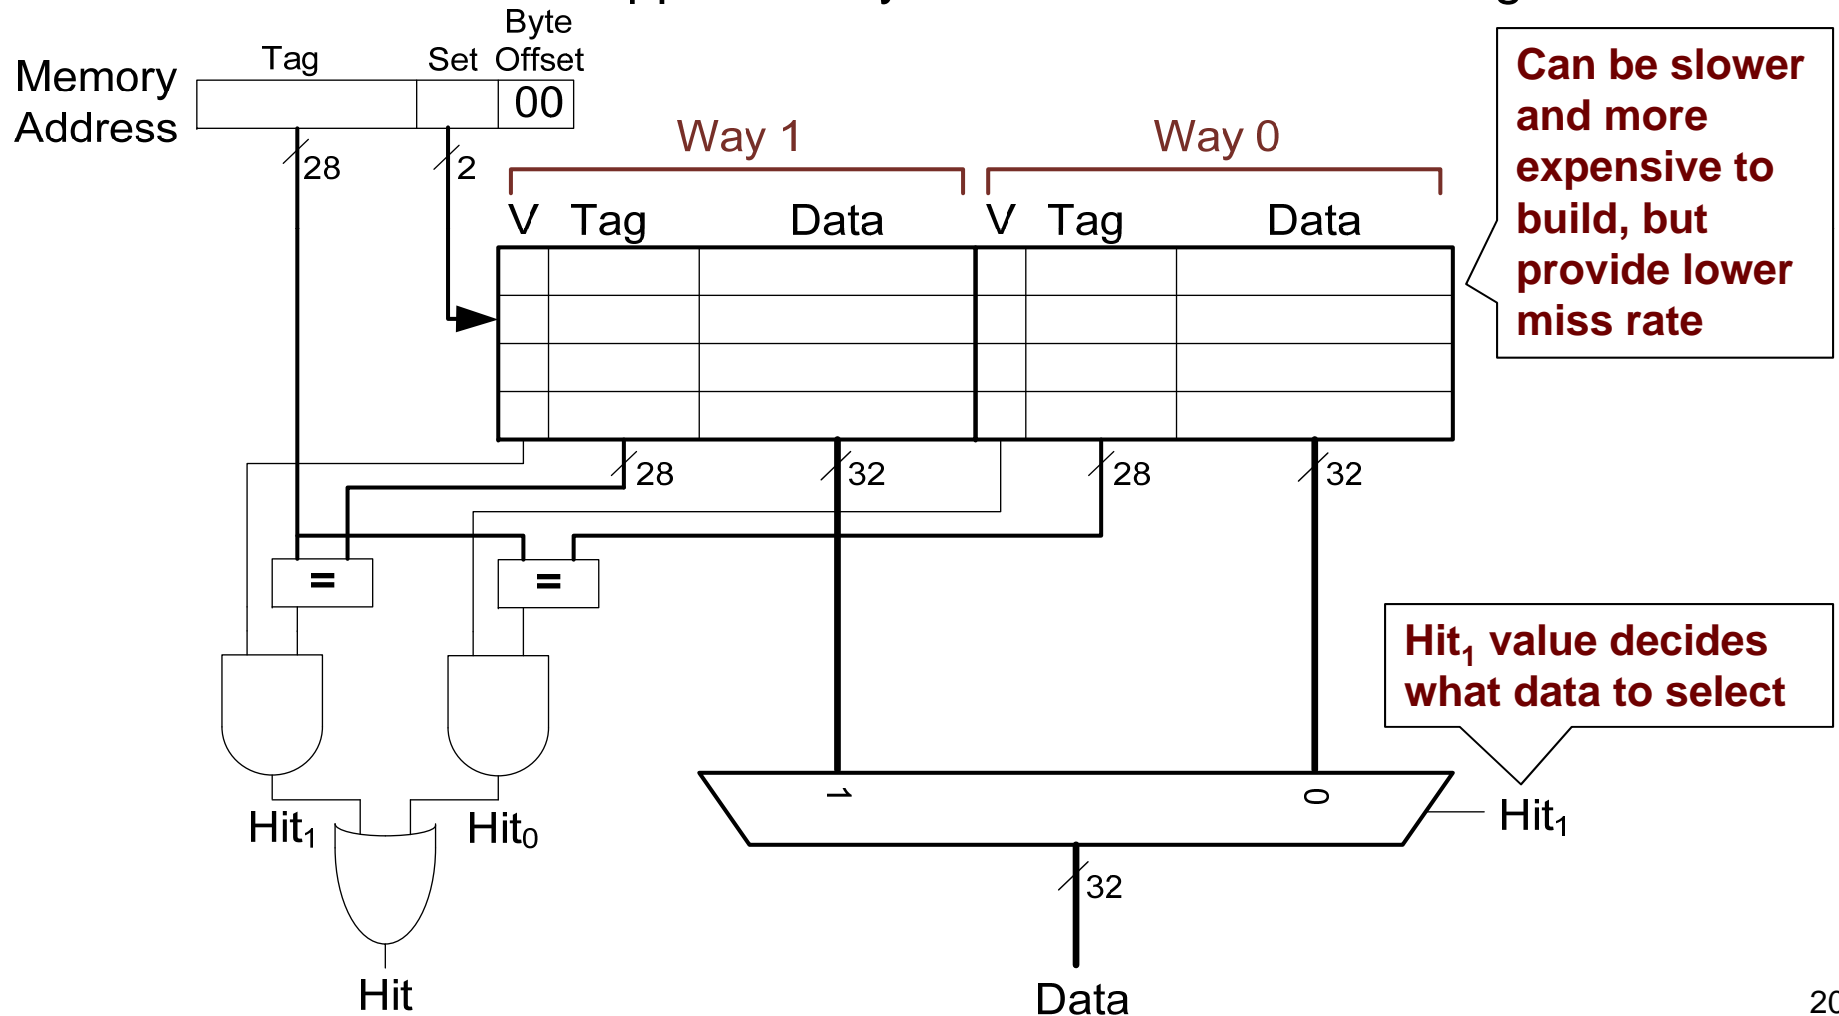 Memory
Address
Tag
Set
Byte
Offset
00
28
2
Way 1
Way 0
V Tag Data V Tag Data
Can be slower
and more
expensive to
build, but
provide lower
miss rate
28
32
28
32
=
=
Hit₁ value decides
what data to select
1
0
Hit₁
Hit₀
Hit₁
32
Hit
Data
20